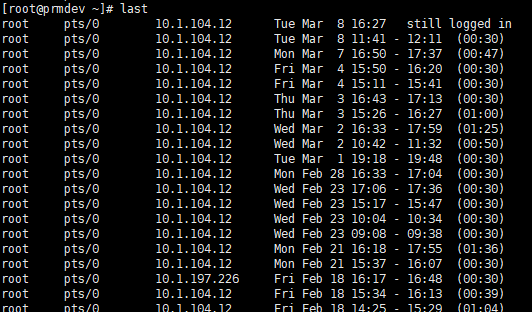 [root@prmdev ~]# last
root     pts/0        10.1.104.12      Tue Mar  8 16:27   still logged in
root     pts/0        10.1.104.12      Tue Mar  8 11:41 - 12:11  (00:30)
root     pts/0        10.1.104.12      Mon Mar  7 16:50 - 17:37  (00:47)
root     pts/0        10.1.104.12      Fri Mar  4 15:50 - 16:20  (00:30)
root     pts/0        10.1.104.12      Fri Mar  4 15:11 - 15:41  (00:30)
root     pts/0        10.1.104.12      Thu Mar  3 16:43 - 17:13  (00:30)
root     pts/0        10.1.104.12      Thu Mar  3 15:26 - 16:27  (01:00)
root     pts/0        10.1.104.12      Wed Mar  2 16:33 - 17:59  (01:25)
root     pts/0        10.1.104.12      Wed Mar  2 10:42 - 11:32  (00:50)
root     pts/0        10.1.104.12      Tue Mar  1 19:18 - 19:48  (00:30)
root     pts/0        10.1.104.12      Mon Feb 28 16:33 - 17:04  (00:30)
root     pts/0        10.1.104.12      Wed Feb 23 17:06 - 17:36  (00:30)
root     pts/0        10.1.104.12      Wed Feb 23 15:17 - 15:47  (00:30)
root     pts/0        10.1.104.12      Wed Feb 23 10:04 - 10:34  (00:30)
root     pts/0        10.1.104.12      Wed Feb 23 09:08 - 09:38  (00:30)
root     pts/0        10.1.104.12      Mon Feb 21 16:18 - 17:55  (01:36)
root     pts/0        10.1.104.12      Mon Feb 21 15:37 - 16:07  (00:30)
root     pts/0        10.1.197.226     Fri Feb 18 16:17 - 16:48  (00:30)
root     pts/0        10.1.104.12      Fri Feb 18 15:34 - 16:13  (00:39)
root     pts/0        10.1.104.12      Fri Feb 18 14:25 - 15:29  (01:04)